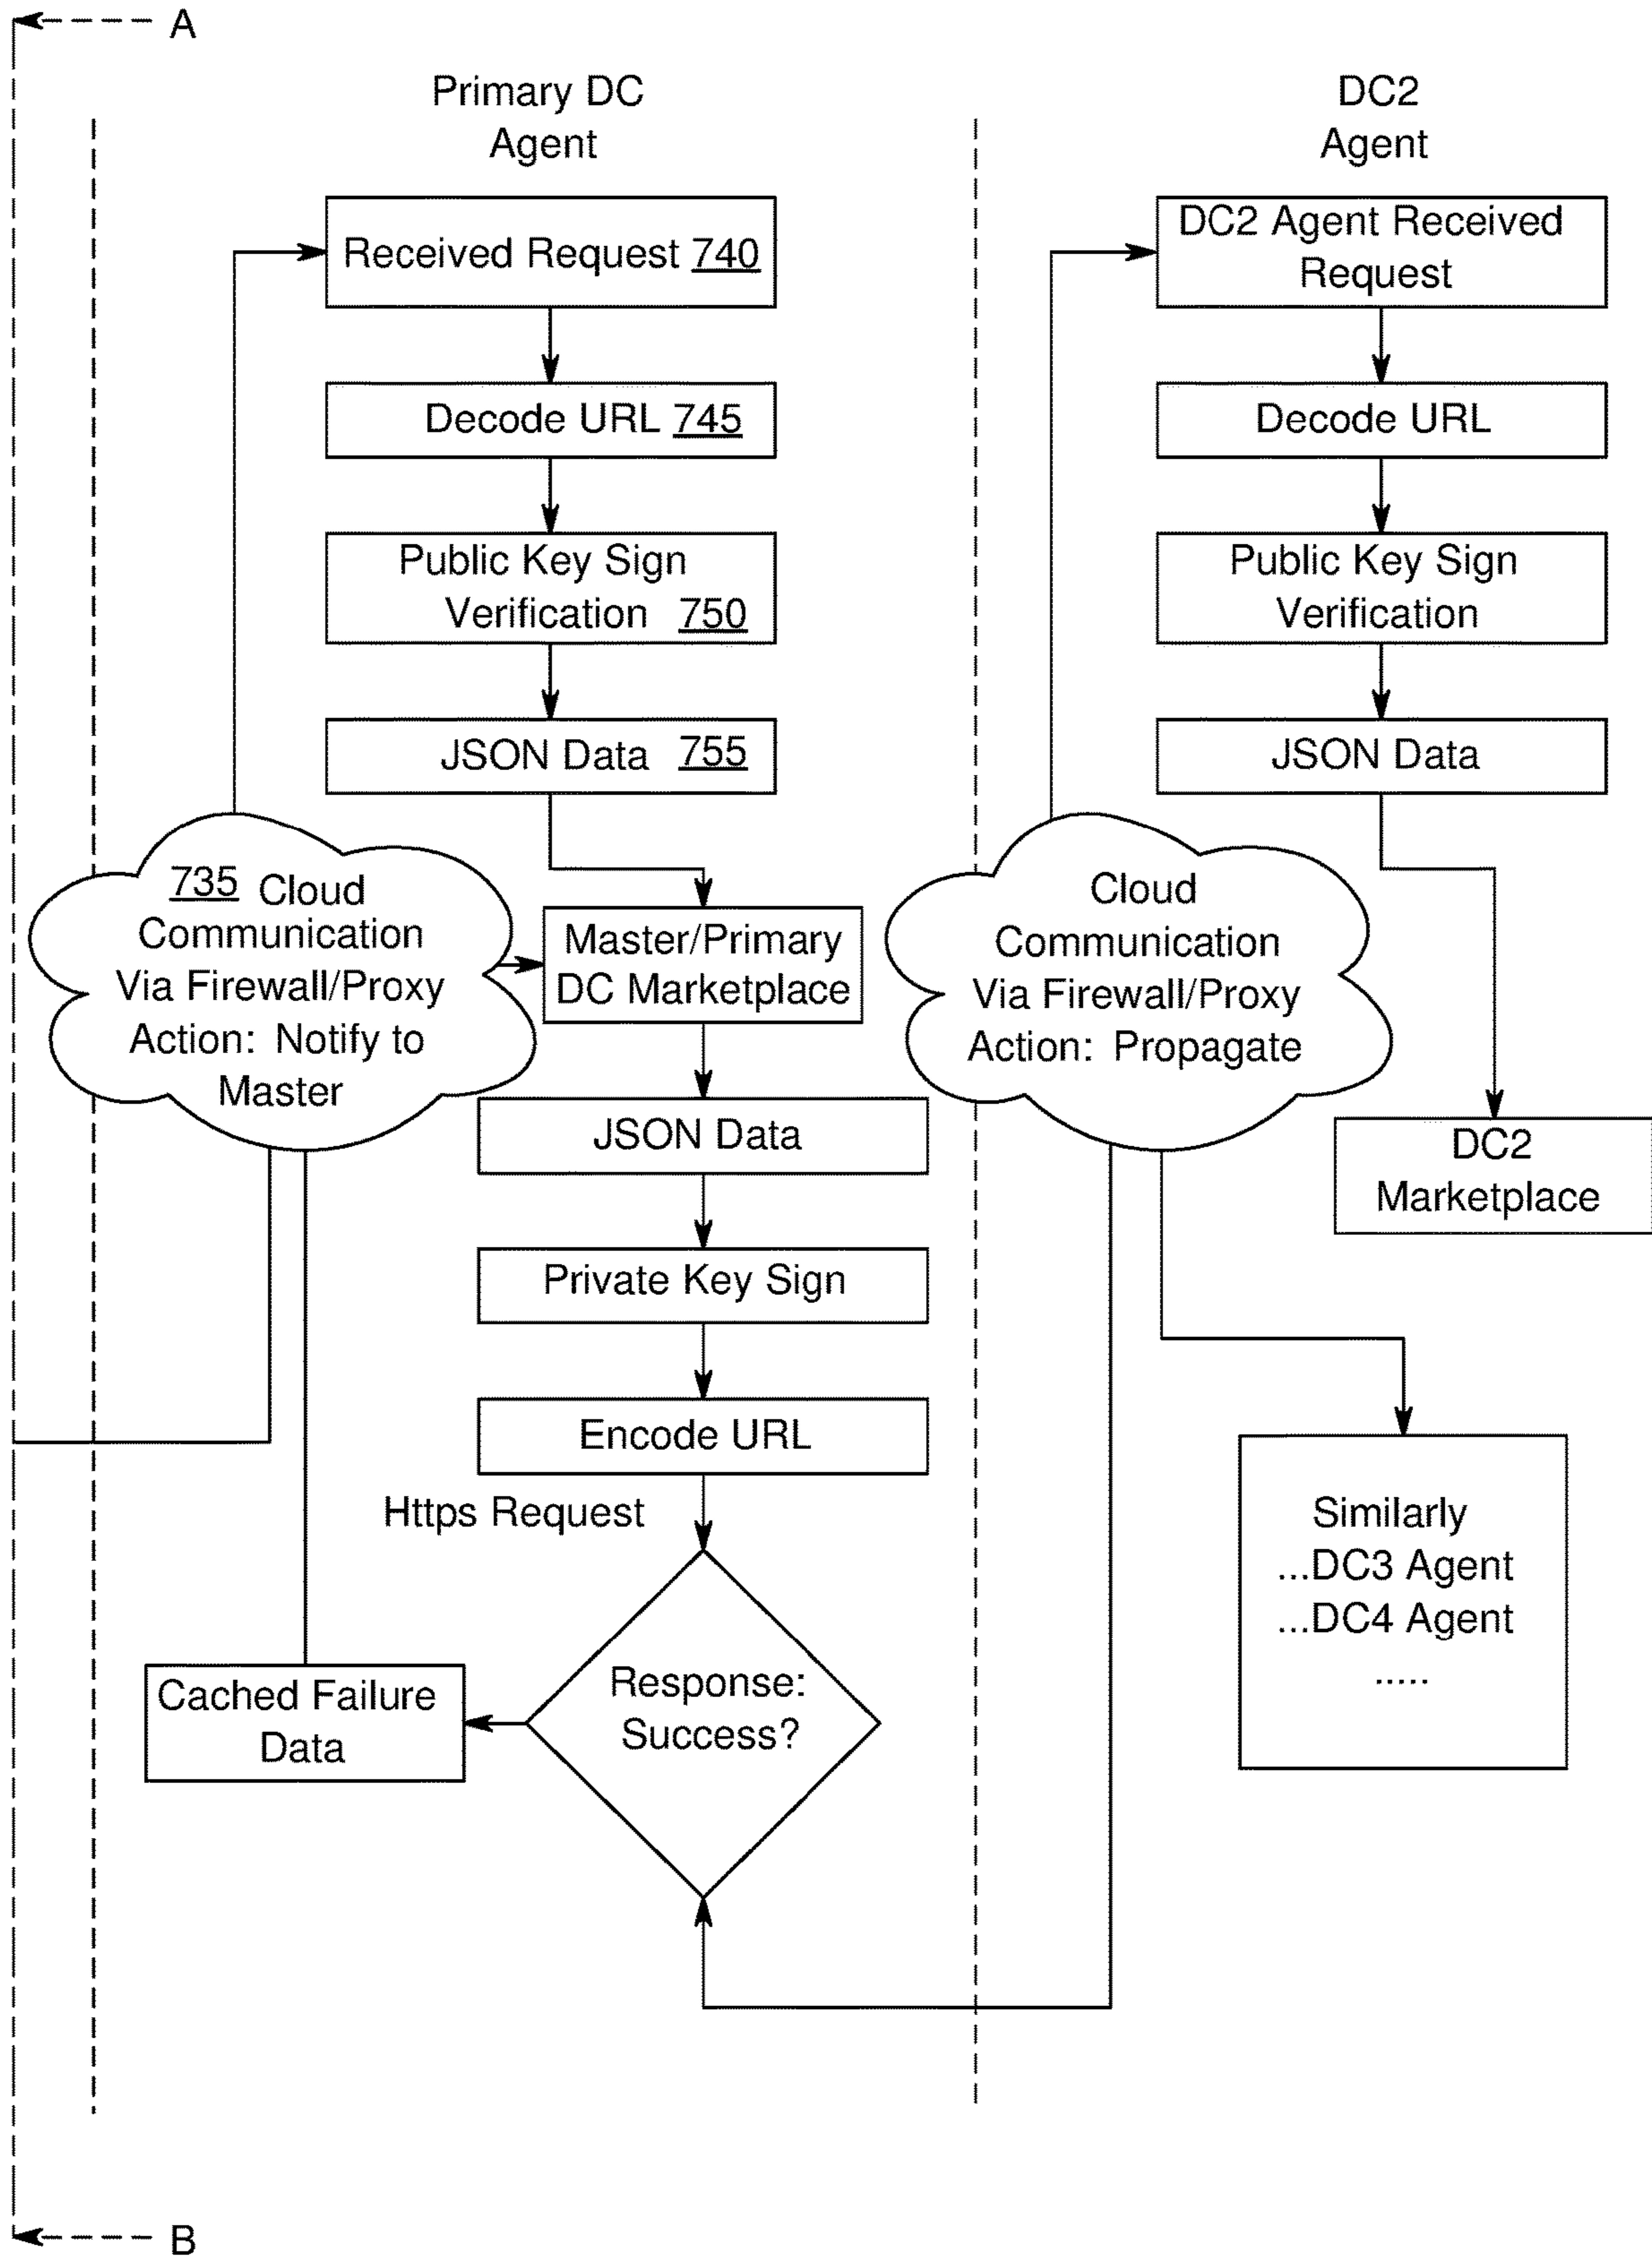 A
Primary DC
Agent
Received Request 740
Decode URL 745
Public Key Sign
Verification 750
JSON Data 755
735 Cloud
Communication
Via Firewall/Proxy
Action: Notify to
Master
Master/Primary
DC Marketplace
JSON Data
Private Key Sign
Encode URL
Https Request
Response:
Success?
Cached Failure
Data
DC2
Agent
DC2 Agent Received
Request
Decode URL
Public Key Sign
Verification
JSON Data
Cloud
Communication
Via Firewall/Proxy
Action: Propagate
DC2
Marketplace
Similarly
...DC3 Agent
...DC4 Agent
.....
B